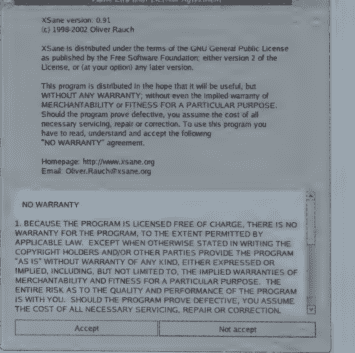 XSane version: 0.91
(c) 1998-2002 Oliver Rauch
XSane is distributed under the terms of the GNU General Public License
as published by the Free Software Foundation; either version 2 of the
License, or (at your option) any later version.
This program is distributed in the hope that it will be useful, but
WITHOUT ANY WARRANTY; without even the implied warranty of
MERCHANTABILITY or FITNESS FOR A PARTICULAR PURPOSE.
Should the program prove defective, you assume the cost of all
necessary servicing, repair or correction. To use this program you
have to read, understand and accept the following
"NO WARRANTY" agreement.
Homepage: http://www.xsane.org
Email: Oliver.Rauch@xsane.org
NO WARRANTY
1. BECAUSE THE PROGRAM IS LICENSED FREE OF CHARGE, THERE IS NO
WARRANTY FOR THE PROGRAM, TO THE EXTENT PERMITTED BY
APPLICABLE LAW. EXCEPT WHEN OTHERWISE STATED IN WRITING THE
COPYRIGHT HOLDERS AND/OR OTHER PARTIES PROVIDE THE PROGRAM
"AS IS" WITHOUT WARRANTY OF ANY KIND, EITHER EXPRESSED OR
IMPLIED, INCLUDING, BUT NOT LIMITED TO, THE IMPLIED WARRANTIES OF
MERCHANTABILITY AND FITNESS FOR A PARTICULAR PURPOSE. THE
ENTIRE RISK AS TO THE QUALITY AND PERFORMANCE OF THE PROGRAM
IS WITH YOU. SHOULD THE PROGRAM PROVE DEFECTIVE, YOU ASSUME
THE COST OF ALL NECESSARY SERVICING, REPAIR OR CORRECTION.
Accept
Not accept